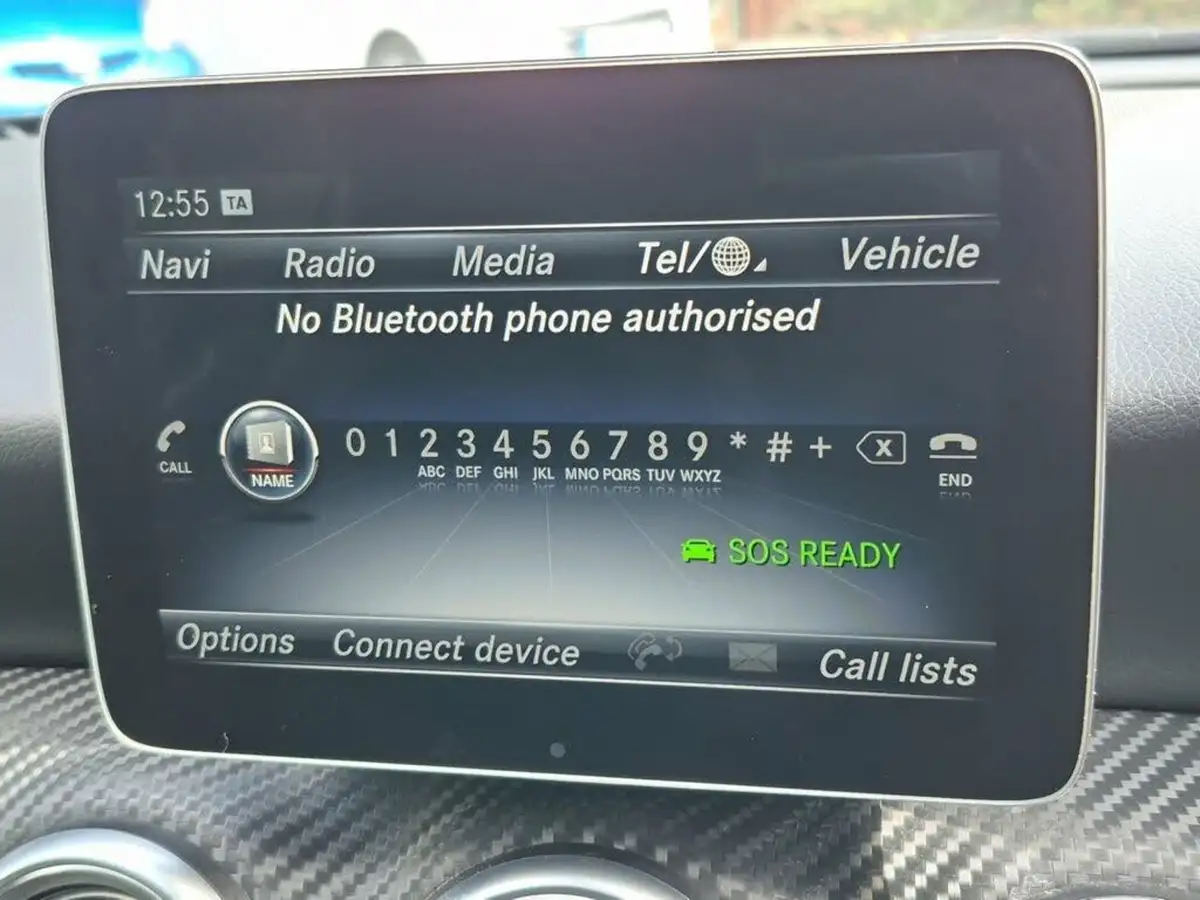 12:55 TA
Navi Radio Media Tel/ Vehicle
No Bluetooth phone authorised
CALL NAME 0 1 2 3 4 5 6 7 8 9 * # + X END
ABC DEF GHI JKL MNO PQRS TUV WXYZ
SOS READY
Options Connect device Call lists